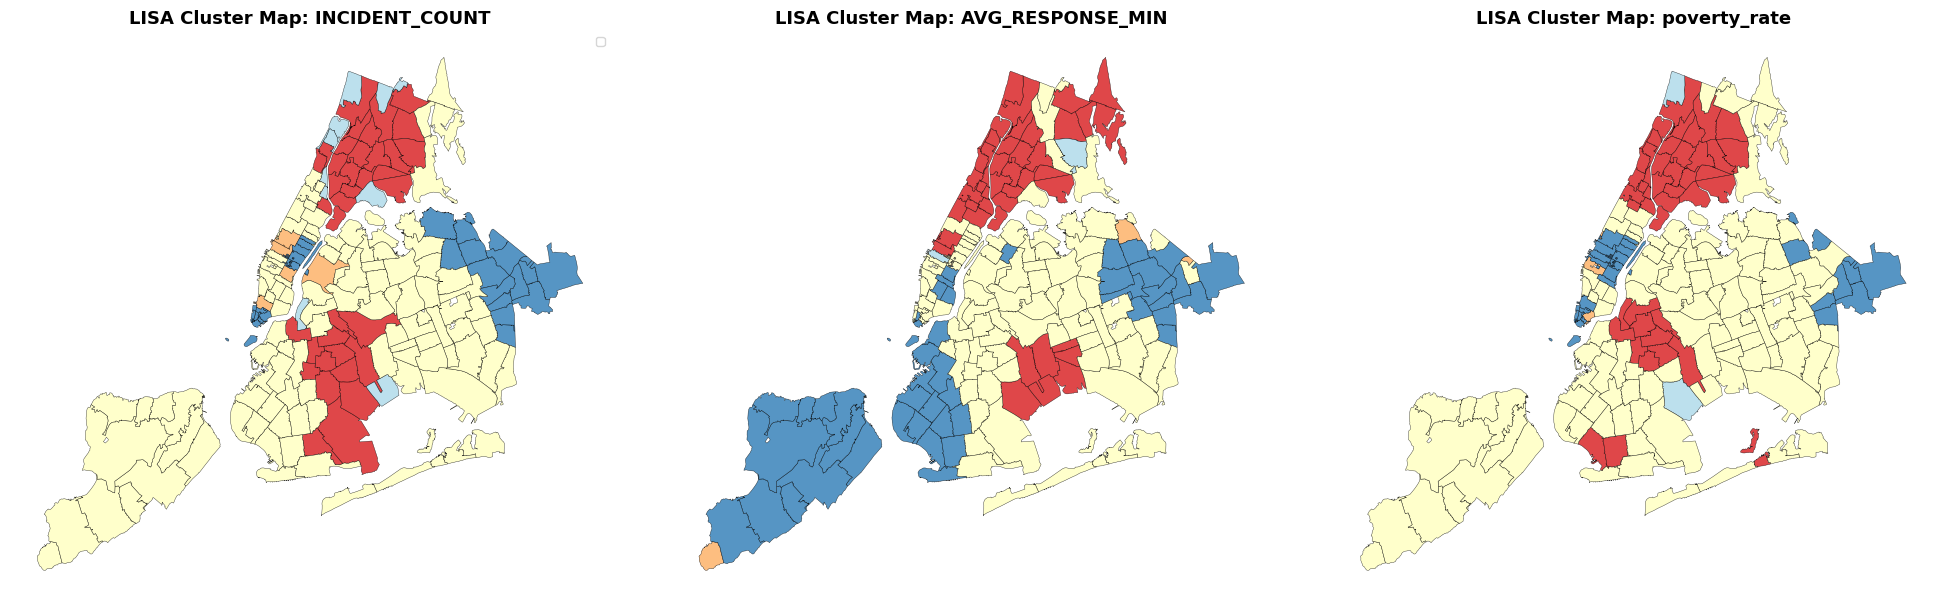 LISA Cluster Map: INCIDENT_COUNT
LISA Cluster Map: AVG_RESPONSE_MIN
LISA Cluster Map: poverty_rate